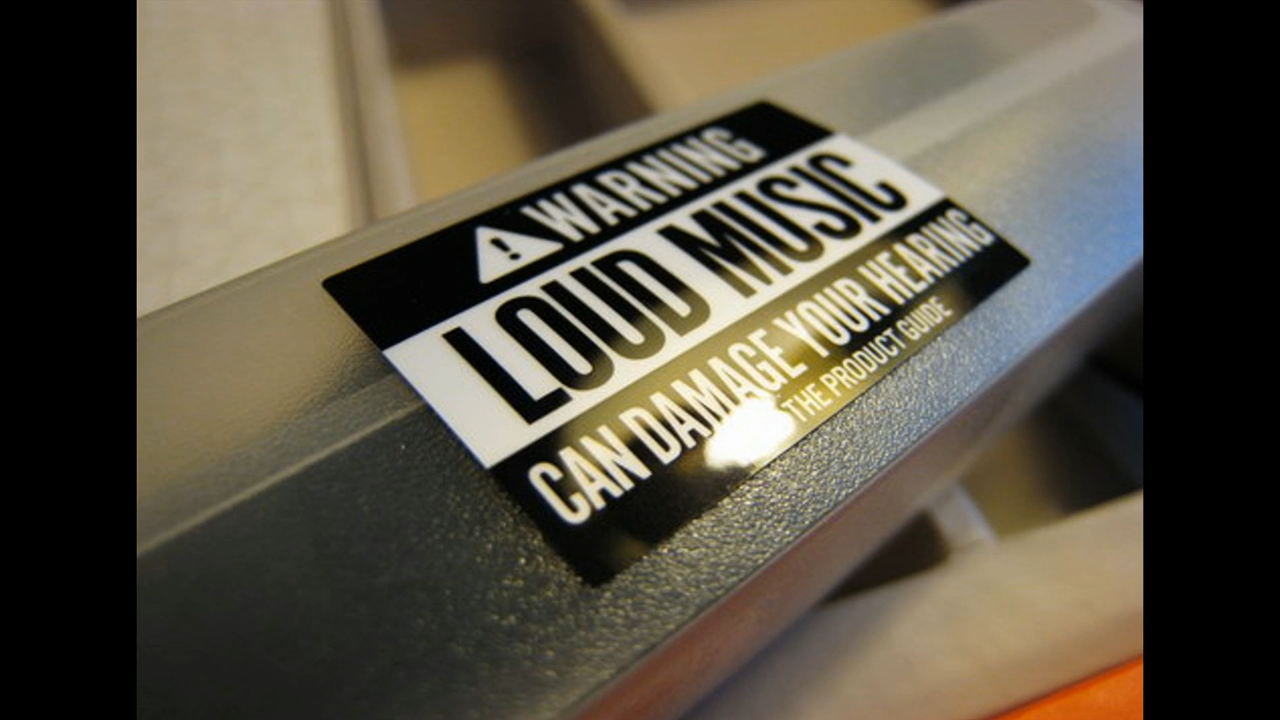 WARNING
LOUD MUSIC
CAN DAMAGE YOUR HEARING
THE PRODUCT GUIDE